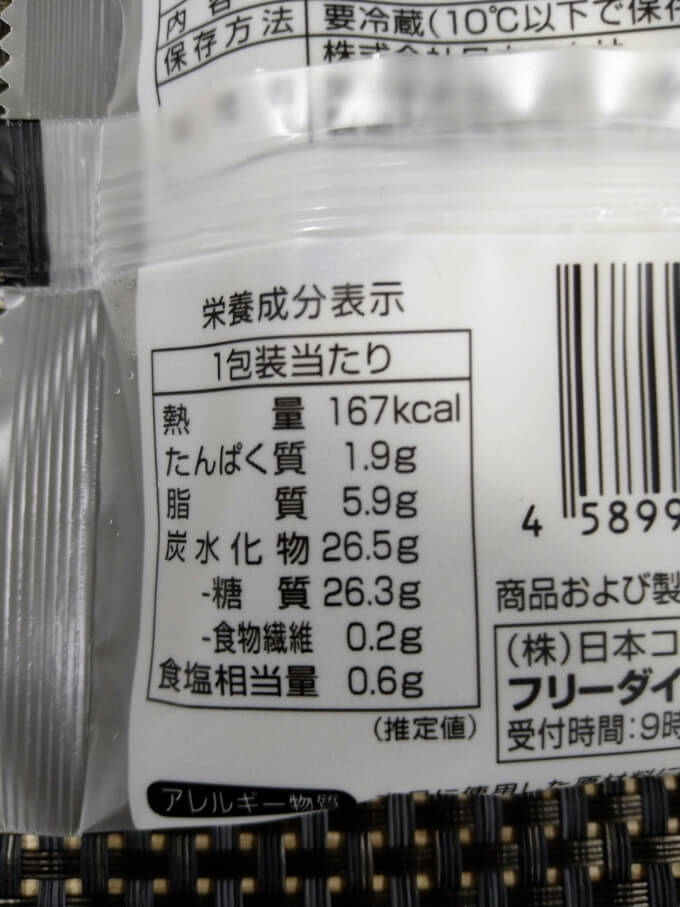 内容
保存方法 要冷蔵(10℃以下で保存
栄養成分表示
1包装当たり
熱量 167kcal
たんぱく質 1.9g
脂質 5.9g
炭水化物 26.5g
-糖質 26.3g
-食物繊維 0.2g
食塩相当量 0.6g
(推定値)
4 5899
商品および製
(株)日本コ
フリーダイ
受付時間:9時
アレルギー物質